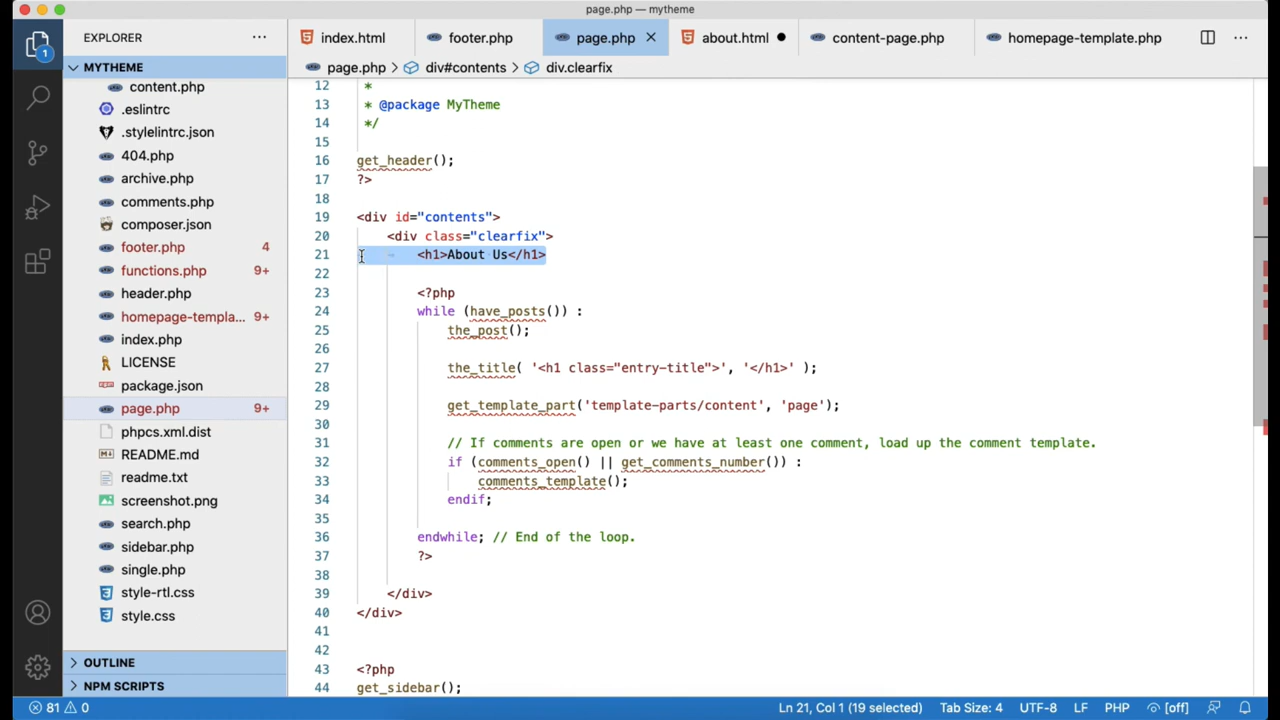 page.php — mytheme
EXPLORER
index.html
footer.php
page.php
about.html
content-page.php
homepage-template.php
MYTHEME
page.php > div#contents > div.clearfix
content.php
.eslintrc
.stylelintrc.json
404.php
archive.php
comments.php
composer.json
footer.php 4
functions.php 9+
header.php
homepage-templa... 9+
index.php
LICENSE
package.json
page.php 9+
phpcs.xml.dist
README.md
readme.txt
screenshot.png
search.php
sidebar.php
single.php
style-rtl.css
style.css
OUTLINE
NPM SCRIPTS
1
12 *
13 * @package MyTheme
14 */
15
16 get_header();
17 ?>
18
19 <div id="contents">
20 <div class="clearfix">
21 <h1>About Us</h1>
22
23 <?php
24 while (have_posts()) :
25 the_post();
26
27 the_title( '<h1 class="entry-title">', '</h1>' );
28
29 get_template_part('template-parts/content', 'page');
30
31 // If comments are open or we have at least one comment, load up the comment template.
32 if (comments_open() || get_comments_number()) :
33 comments_template();
34 endif;
35
36 endwhile; // End of the loop.
37 ?>
38
39 </div>
40 </div>
41
42
43 <?php
44 get_sidebar();
81 0
Ln 21, Col 1 (19 selected)
Tab Size: 4
UTF-8
LF
PHP
[off]